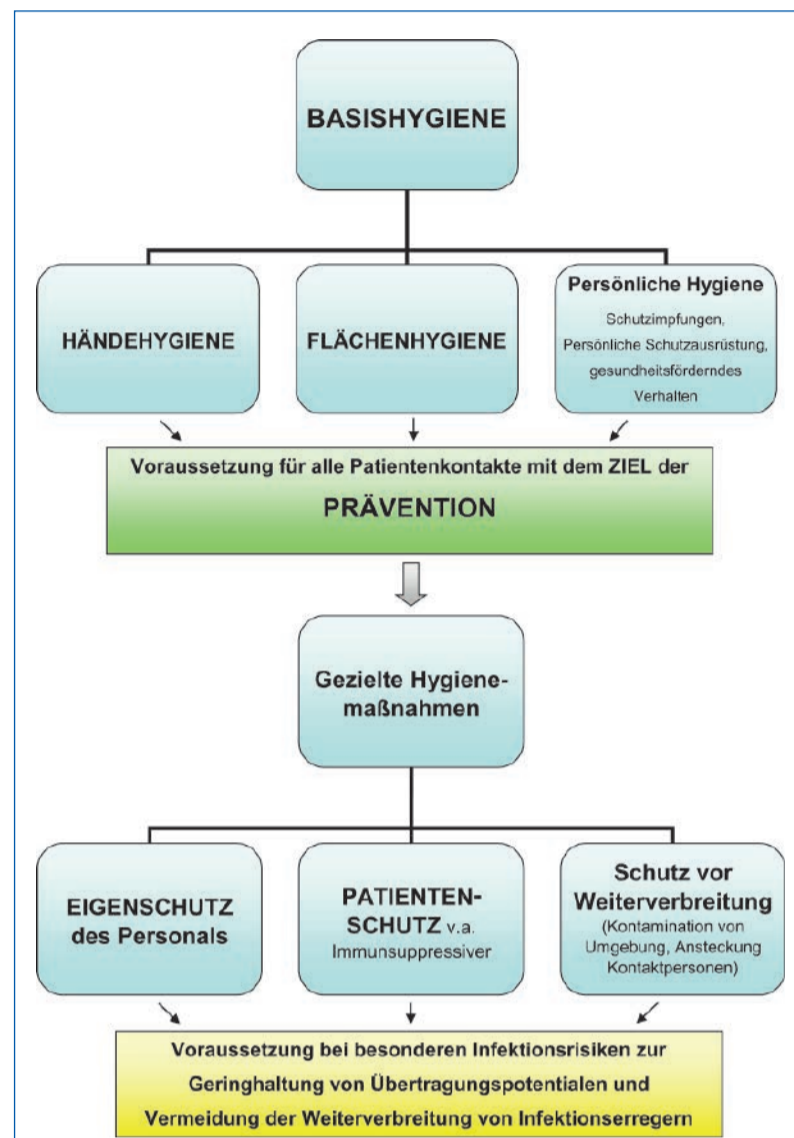 BASISHYGIENE
HÄNDEHYGIENE
FLÄCHENHYGIENE
Persönliche Hygiene
Schutzimpfungen,
Persönliche Schutzausrüstung,
gesundheitsförderndes
Verhalten
Voraussetzung für alle Patientenkontakte mit dem ZIEL der
PRÄVENTION
Gezielte Hygiene-
maßnahmen
EIGENSCHUTZ
des Personals
PATIENTEN-
SCHUTZ v.a.
Immunsuppressiver
Schutz vor
Weiterverbreitung
(Kontamination von
Umgebung, Ansteckung
Kontaktpersonen)
Voraussetzung bei besonderen Infektionsrisiken zur
Geringhaltung von Übertragungspotentialen und
Vermeidung der Weiterverbreitung von Infektionserregern